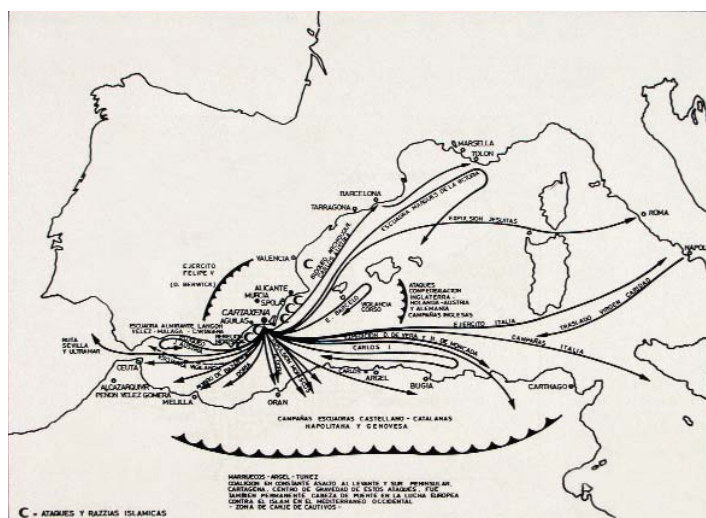 MARSELLA
TOLON
BARCELONA
TARRAGONA
ESCUADRA MARQUES DE LA VICTORIA
EXPULSION JESUITAS
ROMA
EJERCITO
FELIPE V
(D. BERWICK)
VALENCIA
ALICANTE
MURCIA
CARTAXENA
AGUILAS
VIGILANCIA
CORSO
ATAQUES
CONFEDERACION
INGLATERRA-
HOLANDA-AUSTRIA
Y ALEMANIA
CAMPAÑAS INGLESAS
EJERCITO ITALIA
TRASLADO VIRGEN CARIDAD
CAMPAÑAS ITALIA
ESCUADRA ALMIRANTE LANGON
VELEZ-MALAGA - CARTAGENA
RUTA
SEVILLA
Y ULTRAMAR
CARLOS I
CEUTA
ALCAZARQUIVIR
PEÑON VELEZ GOMERA
MELILLA
ORAN
ARGEL
BUGIA
CARTHAGO
CAMPAÑAS ESCUADRAS CASTELLANO - CATALANAS
NAPOLITANA Y GENOVESA
MARRUECOS-ARGEL-TUNEZ
COALICION EN CONSTANTE ASALTO AL LEVANTE Y SUR PENINSULAR.
CARTAGENA, CENTRO DE GRAVEDAD DE ESTOS ATAQUES, FUE
TAMBIEN PERMANENTE CABEZA DE PUENTE EN LA LUCHA EUROPEA
CONTRA EL ISLAM EN EL MEDITERRANEO OCCIDENTAL
- ZONA DE CANJE DE CAUTIVOS -
C - ATAQUES Y RAZZIAS ISLAMICAS